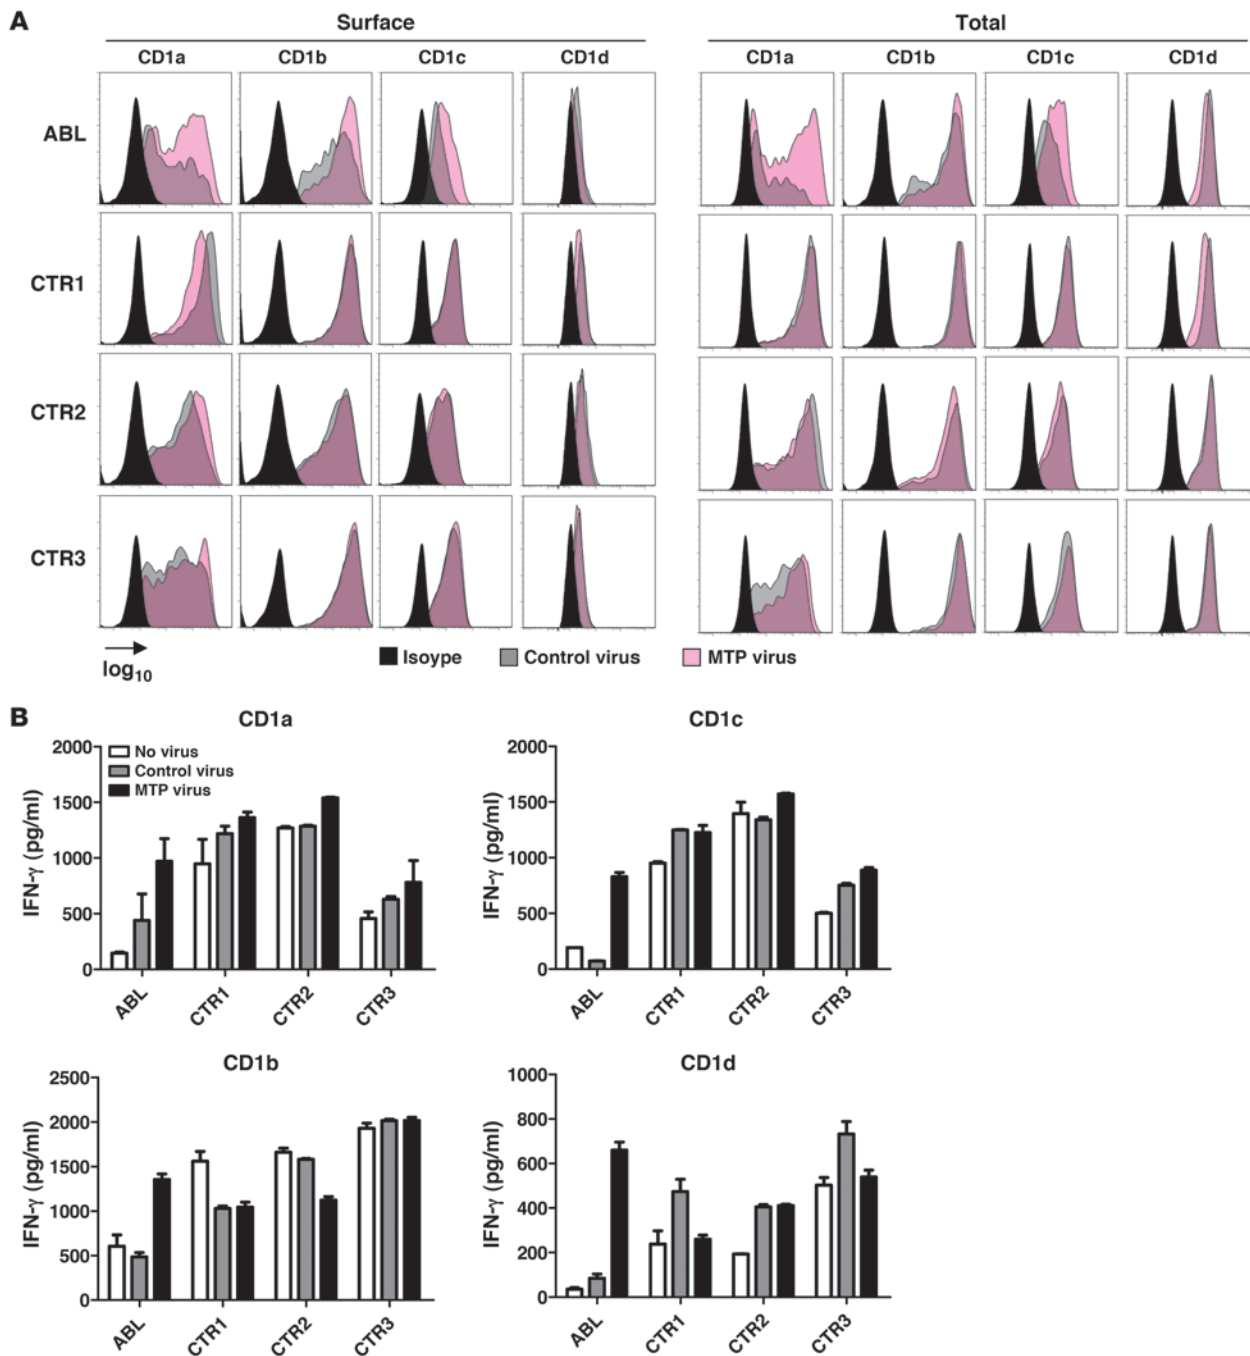 A
Surface Total
CD1a CD1b CD1c CD1d CD1a CD1b CD1c CD1d
ABL
CTR1
CTR2
CTR3
log10
Isoype Control virus MTP virus
B
CD1a
IFN-γ (pg/ml)
2000
1500
1000
500
0
No virus
Control virus
MTP virus
ABL CTR1 CTR2 CTR3
CD1c
IFN-γ (pg/ml)
2000
1500
1000
500
0
ABL CTR1 CTR2 CTR3
CD1b
IFN-γ (pg/ml)
2500
2000
1500
1000
500
0
ABL CTR1 CTR2 CTR3
CD1d
IFN-γ (pg/ml)
1000
800
600
400
200
0
ABL CTR1 CTR2 CTR3